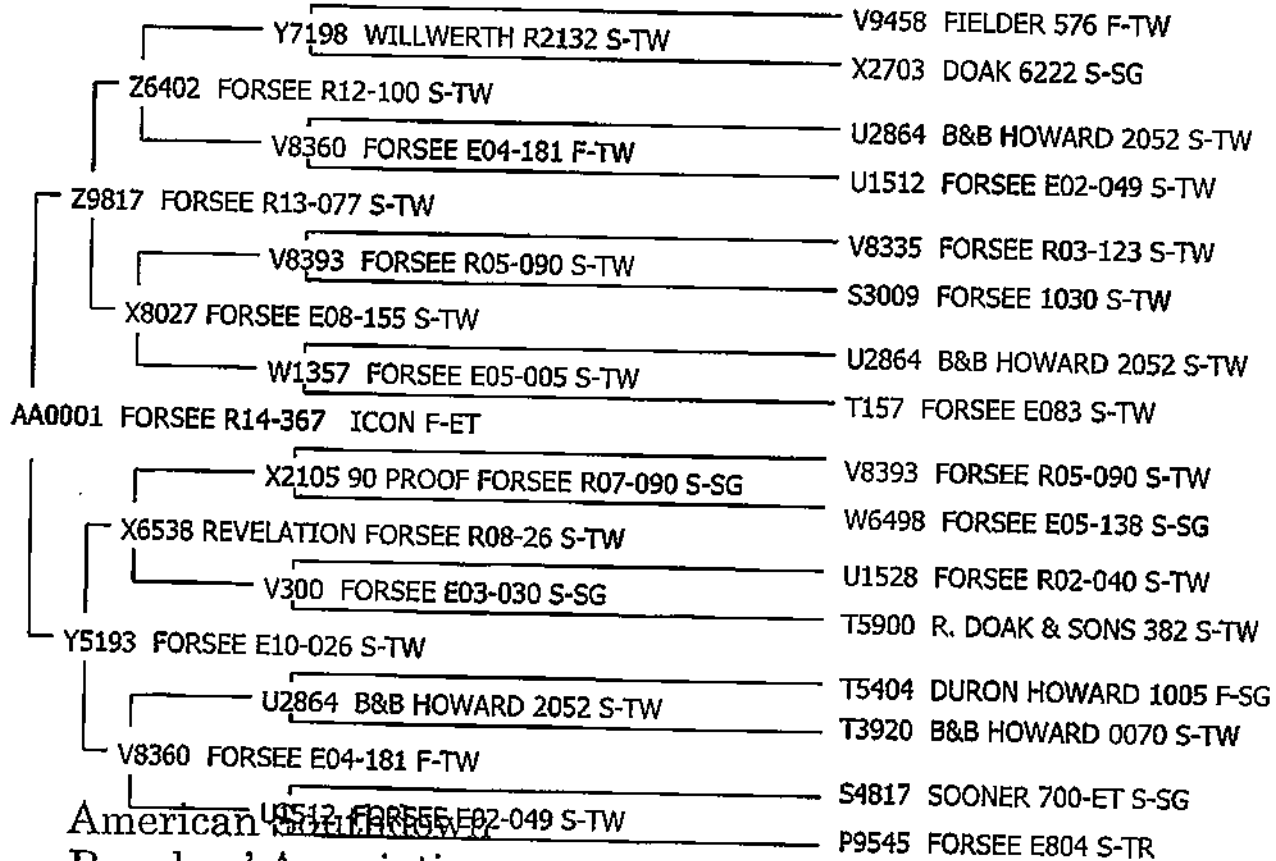 V9458 FIELDER 576 F-TW
Y7198 WILLWERTH R2132 S-TW
X2703 DOAK 6222 S-SG
Z6402 FORSEE R12-100 S-TW
U2864 B&B HOWARD 2052 S-TW
V8360 FORSEE E04-181 F-TW
U1512 FORSEE E02-049 S-TW
Z9817 FORSEE R13-077 S-TW
V8335 FORSEE R03-123 S-TW
V8393 FORSEE R05-090 S-TW
S3009 FORSEE 1030 S-TW
X8027 FORSEE E08-155 S-TW
U2864 B&B HOWARD 2052 S-TW
W1357 FORSEE E05-005 S-TW
T157 FORSEE E083 S-TW
AA0001 FORSEE R14-367 ICON F-ET
V8393 FORSEE R05-090 S-TW
X2105 90 PROOF FORSEE R07-090 S-SG
W6498 FORSEE E05-138 S-SG
X6538 REVELATION FORSEE R08-26 S-TW
U1528 FORSEE R02-040 S-TW
V300 FORSEE E03-030 S-SG
T5900 R. DOAK & SONS 382 S-TW
Y5193 FORSEE E10-026 S-TW
T5404 DURON HOWARD 1005 F-SG
U2864 B&B HOWARD 2052 S-TW
T3920 B&B HOWARD 0070 S-TW
V8360 FORSEE E04-181 F-TW
S4817 SOONER 700-ET S-SG
U1512 FORSEE E02-049 S-TW
American Southdown
P9545 FORSEE E804 S-TR